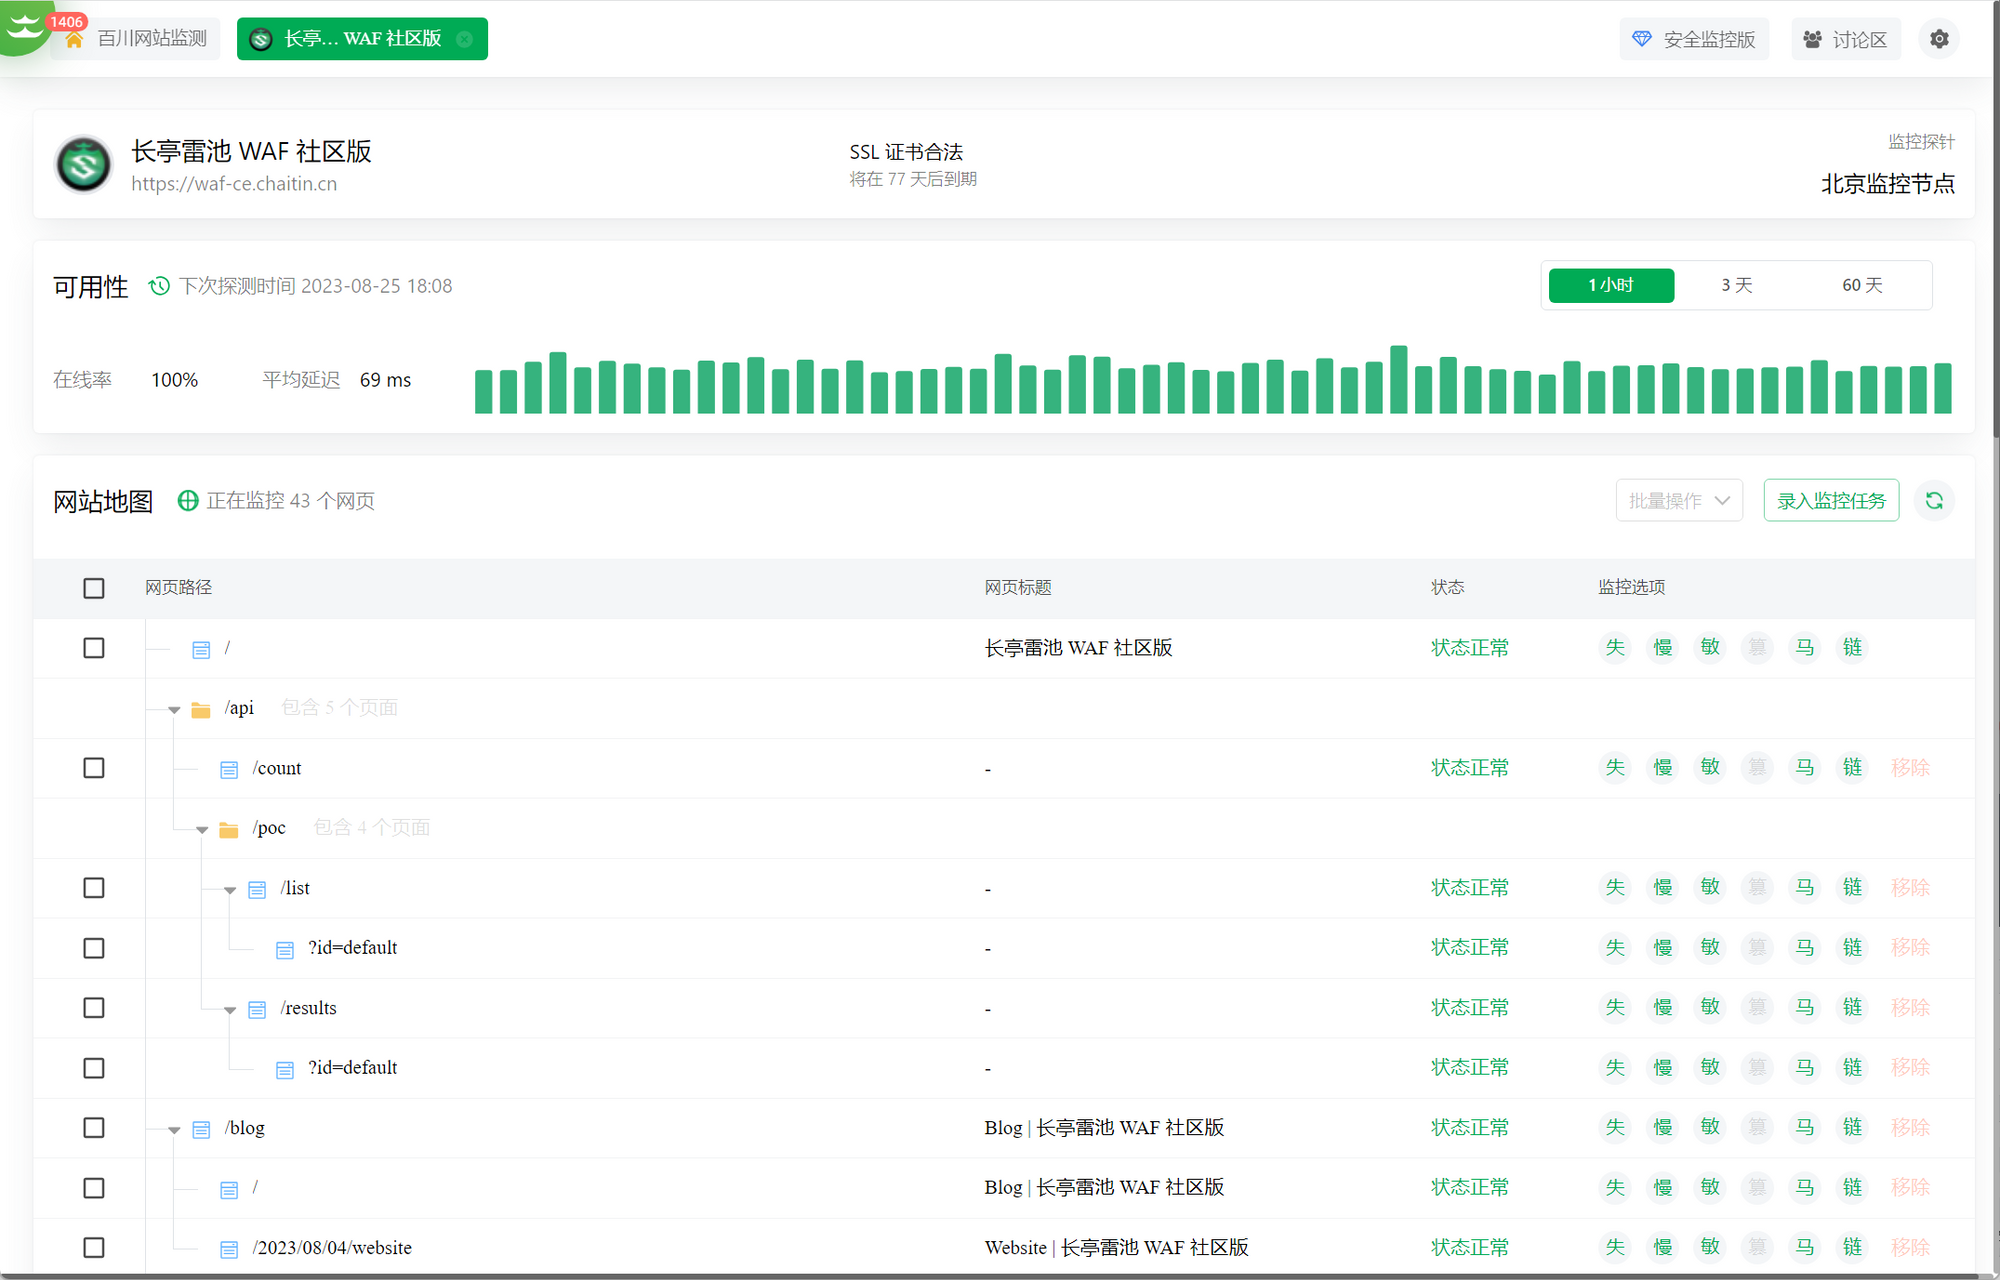 1406
百川网站监测
长亭... WAF 社区版
安全监控版
讨论区
长亭雷池 WAF 社区版
https://waf-ce.chaitin.cn
SSL 证书合法
将在 77 天后到期
监控探针
北京监控节点
可用性 下次探测时间 2023-08-25 18:08
1 小时 3 天 60 天
在线率 100% 平均延迟 69 ms
网站地图 正在监控 43 个网页
批量操作 录入监控任务
网页路径 网页标题 状态 监控选项
/ 长亭雷池 WAF 社区版 状态正常 失 慢 敏 篡 马 链
/api 包含 5 个页面
/count - 状态正常 失 慢 敏 篡 马 链 移除
/poc 包含 4 个页面
/list - 状态正常 失 慢 敏 篡 马 链 移除
?id=default - 状态正常 失 慢 敏 篡 马 链 移除
/results - 状态正常 失 慢 敏 篡 马 链 移除
?id=default - 状态正常 失 慢 敏 篡 马 链 移除
/blog Blog | 长亭雷池 WAF 社区版 状态正常 失 慢 敏 篡 马 链 移除
/ Blog | 长亭雷池 WAF 社区版 状态正常 失 慢 敏 篡 马 链 移除
/2023/08/04/website Website | 长亭雷池 WAF 社区版 状态正常 失 慢 敏 篡 马 链 移除